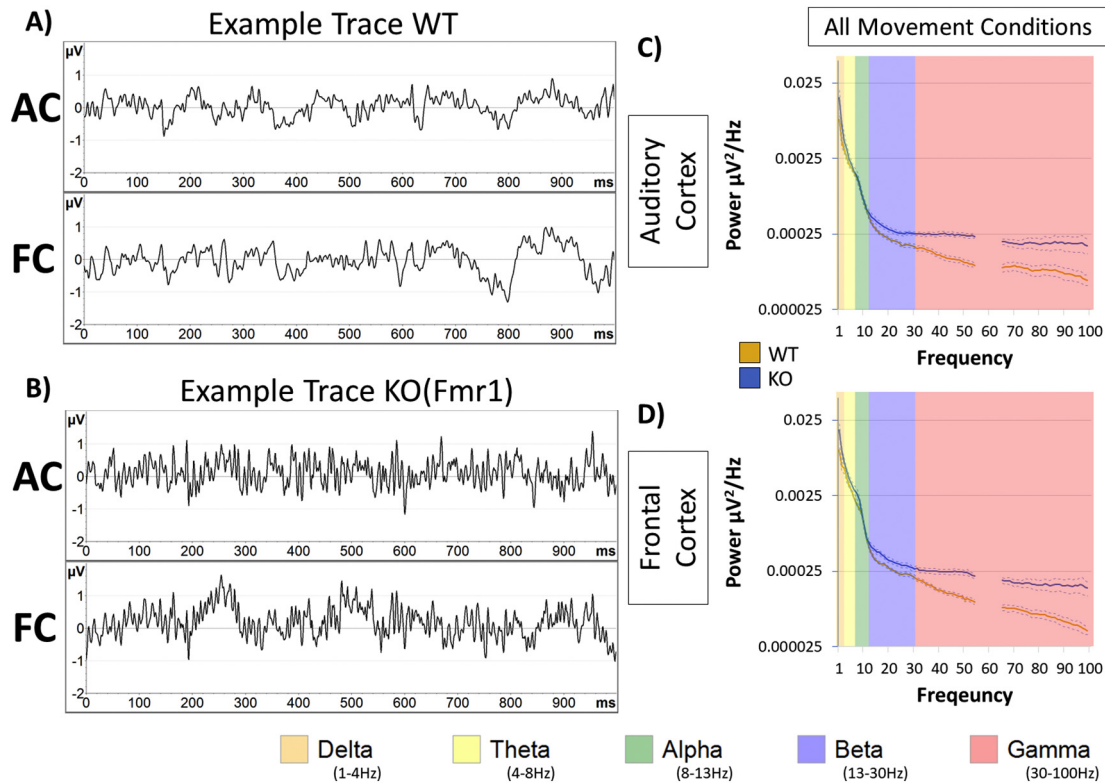 A)
Example Trace WT
AC
µV
1
-1
-2
0 100 200 300 400 500 600 700 800 900 ms
FC
µV
1
0
-1
-2
0 100 200 300 400 500 600 700 800 900 ms
B)
Example Trace KO(Fmr1)
AC
µV
1
0
-1
-2
0 100 200 300 400 500 600 700 800 900 ms
FC
µV
1
0
-1
-2
0 100 200 300 400 500 600 700 800 900 ms
All Movement Conditions
C)
Auditory
Cortex
Power µV²/Hz
0.025
0.0025
0.00025
0.000025
1 10 20 30 40 50 60 70 80 90 100
Frequency
WT
KO
D)
Frontal
Cortex
Power µV²/Hz
0.025
0.0025
0.00025
0.000025
1 10 20 30 40 50 60 70 80 90 100
Freqeuncy
Delta
(1-4Hz)
Theta
(4-8Hz)
Alpha
(8-13Hz)
Beta
(13-30Hz)
Gamma
(30-100Hz)